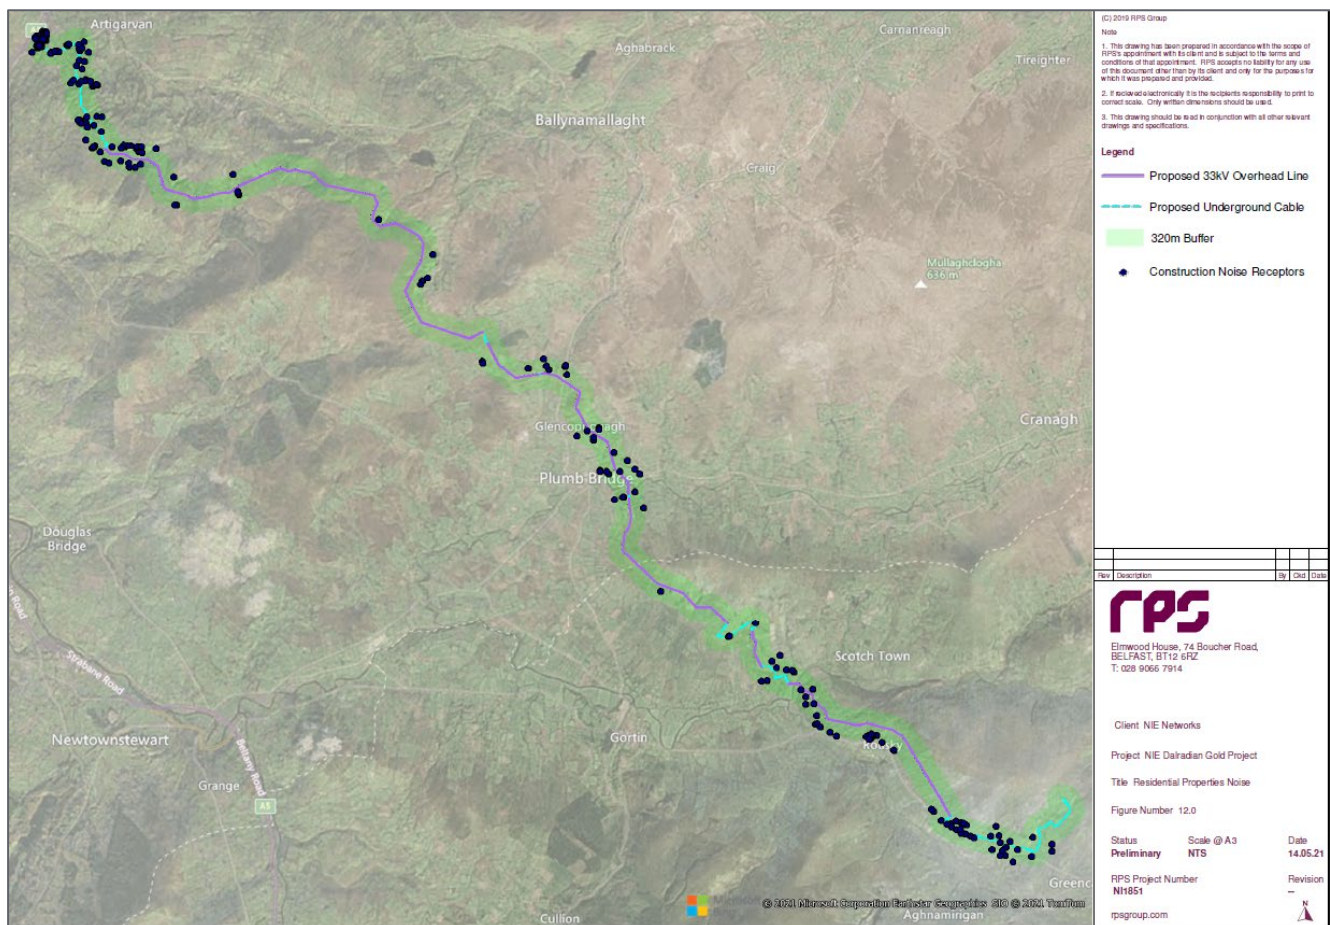 Artigarvan
Aghabrack
Carnanreagh
Tireighter
Ballynamallaght
Craig
Mullaghclogha
636 m
Cranagh
Plumb Bridge
Douglas
Bridge
Strabane Road
Scotch Town
Newtownstewart
Beltany Road
Gortin
Rousky
Grange
A5
Greenc
Cullion
Aghnamirigan
© 2021 Microsoft Corporation Earthstar Geographics SIO © 2021 TomTom
(C) 2019 RPS Group
Note
1. This drawing has been prepared in accordance with the scope of
RPS's appointment with its client and is subject to the terms and
conditions of that appointment. RPS accepts no liability for any use
of this document other than by its client and only for the purposes for
which it was prepared and provided.
2. If recieved electronically it is the recipients responsibility to print to
correct scale. Only written dimensions should be used.
3. This drawing should be read in conjunction with all other relevant
drawings and specifications.
Legend
Proposed 33kV Overhead Line
Proposed Underground Cable
320m Buffer
Construction Noise Receptors
Rev Description By Ckd Date
rps
Elmwood House, 74 Boucher Road,
BELFAST, BT12 6RZ
T: 028 9066 7914
Client NIE Networks
Project NIE Dalradian Gold Project
Title Residential Properties Noise
Figure Number 12.0
Status Scale @ A3 Date
Preliminary NTS 14.05.21
RPS Project Number Revision
NI1851 --
rpsgroup.com
N